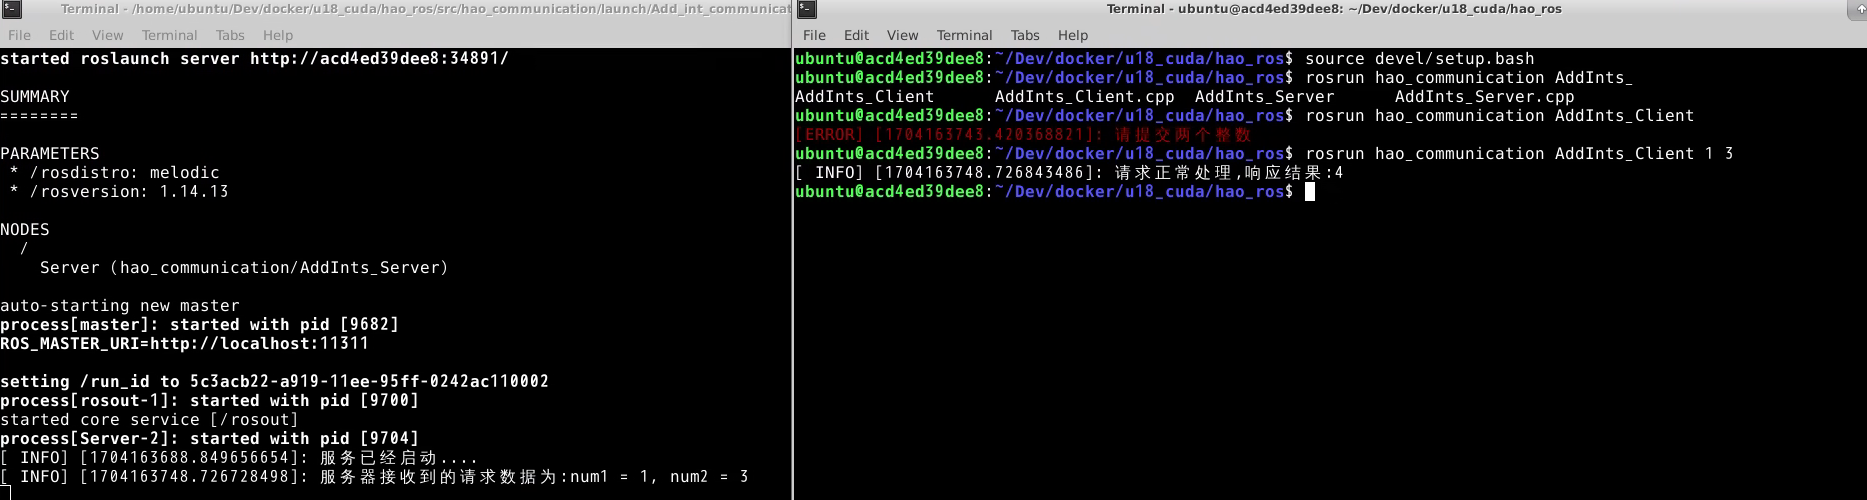 Terminal - /home/ubuntu/Dev/docker/u18_cuda/hao_ros/src/hao_communication/launch/Add_int_communicat
File Edit View Terminal Tabs Help
started roslaunch server http://acd4ed39dee8:34891/
SUMMARY
========
PARAMETERS
* /rosdistro: melodic
* /rosversion: 1.14.13
NODES
/
Server (hao_communication/AddInts_Server)
auto-starting new master
process[master]: started with pid [9682]
ROS_MASTER_URI=http://localhost:11311
setting /run_id to 5c3acb22-a919-11ee-95ff-0242ac110002
process[rosout-1]: started with pid [9700]
started core service [/rosout]
process[Server-2]: started with pid [9704]
[ INFO] [1704163688.849656654]: 服务已经启动....
[ INFO] [1704163748.726728498]: 服务器接收到的请求数据为:num1 = 1, num2 = 3
Terminal - ubuntu@acd4ed39dee8: ~/Dev/docker/u18_cuda/hao_ros
File Edit View Terminal Tabs Help
ubuntu@acd4ed39dee8:~/Dev/docker/u18_cuda/hao_ros$ source devel/setup.bash
ubuntu@acd4ed39dee8:~/Dev/docker/u18_cuda/hao_ros$ rosrun hao_communication AddInts_
AddInts_Client AddInts_Client.cpp AddInts_Server AddInts_Server.cpp
ubuntu@acd4ed39dee8:~/Dev/docker/u18_cuda/hao_ros$ rosrun hao_communication AddInts_Client
[ERROR] [1704163743.420368821]: 请提交两个整数
ubuntu@acd4ed39dee8:~/Dev/docker/u18_cuda/hao_ros$ rosrun hao_communication AddInts_Client 1 3
[ INFO] [1704163748.726843486]: 请求正常处理,响应结果:4
ubuntu@acd4ed39dee8:~/Dev/docker/u18_cuda/hao_ros$